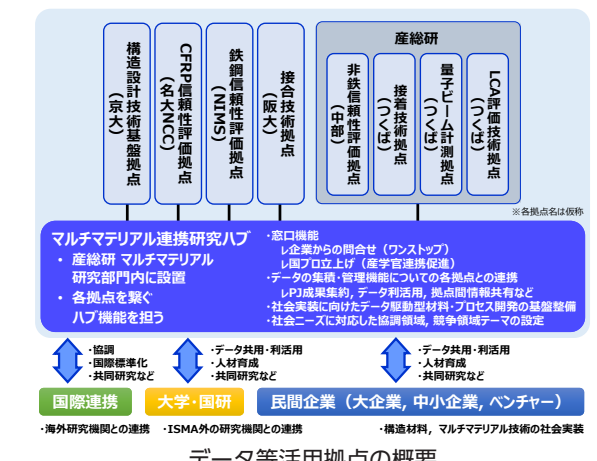 構造設計技術基盤拠点
（京大）
CFRP信頼性評価拠点
（名大NCC）
鉄鋼信頼性評価拠点
（NIMS）
接合技術拠点
（阪大）
産総研
非鉄信頼性評価拠点
（中部）
接着技術拠点
（つくば）
量子ビーム計測拠点
（つくば）
LCA評価技術拠点
（つくば）
※各拠点名は仮称
マルチマテリアル連携研究ハブ
・ 産総研 マルチマテリアル
研究部門内に設置
・ 各拠点を繋ぐ
ハブ機能を担う
・窓口機能
↳企業からの問合せ（ワンストップ）
↳国プロ立上げ（産学官連携促進）
・データの集積・管理機能についての各拠点との連携
↳PJ成果集約, データ利活用, 拠点間情報共有など
・社会実装に向けたデータ駆動型材料・プロセス開発の基盤整備
・社会ニーズに対応した協調領域, 競争領域テーマの設定
・協調
・国際標準化
・共同研究など
・データ共用・利活用
・人材育成
・共同研究など
・データ共用・利活用
・人材育成
・共同研究など
国際連携
大学・国研
民間企業（大企業, 中小企業, ベンチャー）
・海外研究機関との連携
・ISMA外の研究機関との連携
・構造材料, マルチマテリアル技術の社会実装
データ等活用拠点の概要